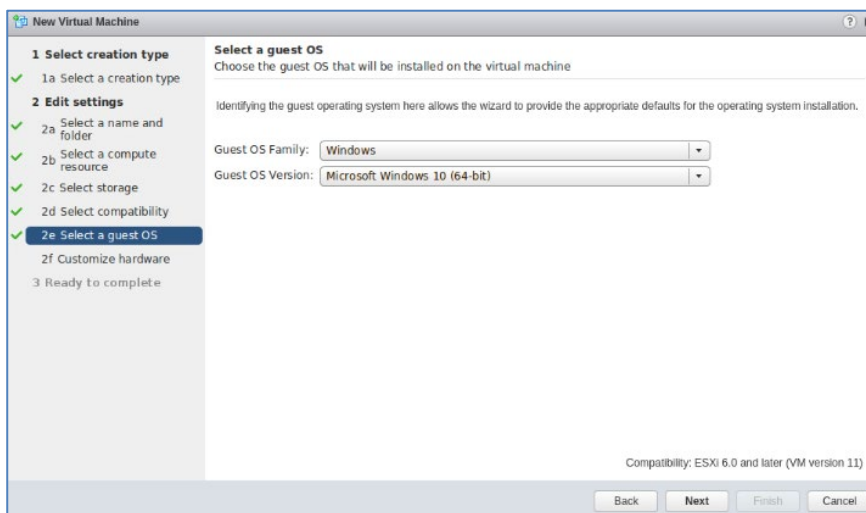 New Virtual Machine
?
1 Select creation type
1a Select a creation type
2 Edit settings
2a Select a name and
folder
2b Select a compute
resource
2c Select storage
2d Select compatibility
2e Select a guest OS
2f Customize hardware
3 Ready to complete
Select a guest OS
Choose the guest OS that will be installed on the virtual machine
Identifying the guest operating system here allows the wizard to provide the appropriate defaults for the operating system installation.
Guest OS Family: Windows
Guest OS Version: Microsoft Windows 10 (64-bit)
Compatibility: ESXi 6.0 and later (VM version 11)
Back Next Finish Cancel